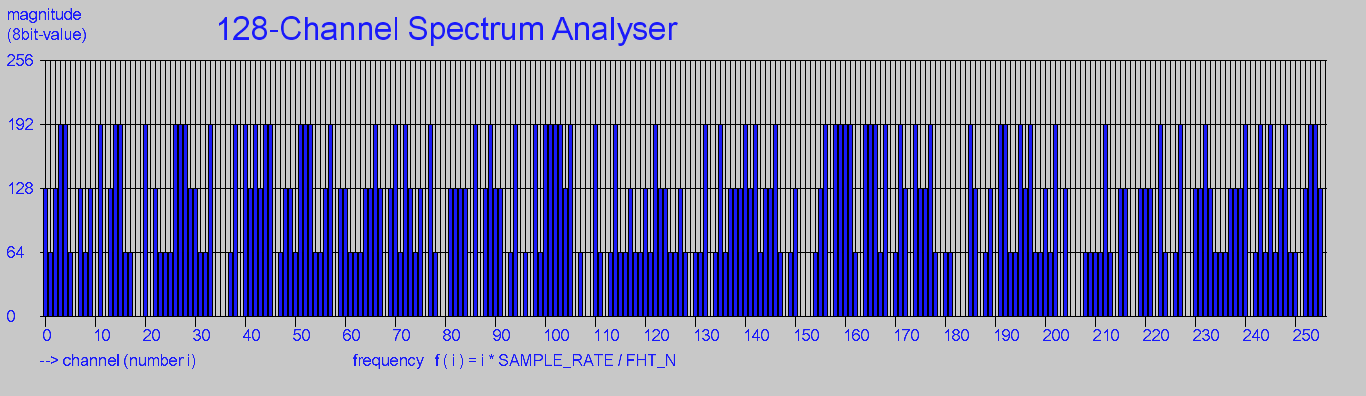 magnitude
(8bit-value)
128-Channel Spectrum Analyser
256
192
128
64
0
0 10 20 30 40 50 60 70 80 90 100 110 120 130 140 150 160 170 180 190 200 210 220 230 240 250
--> channel (number i) frequency f ( i ) = i * SAMPLE_RATE / FHT_N